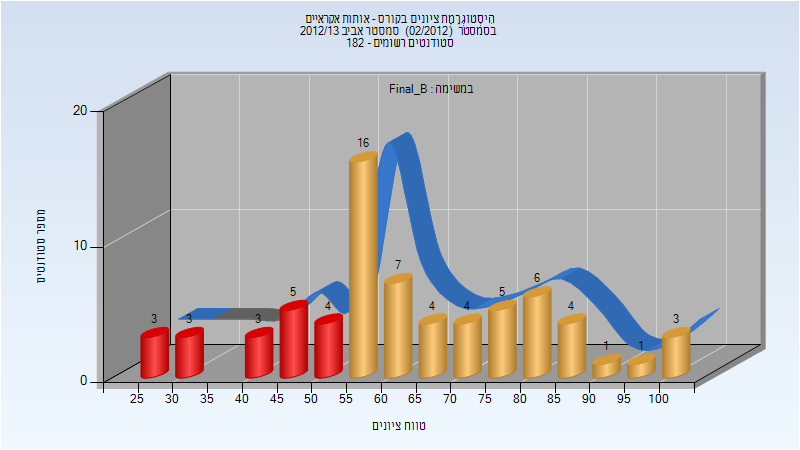 היסטוגרמת ציונים בקורס - אותות אקראיים
בסמסטר (02/2012) סמסטר אביב 2012/13
סטודנטים רשומים - 182
במשימה : Final_B
מספר סטודנטים
20
10
0
3
3
3
5
4
16
7
4
4
5
6
4
1
1
3
25 30 35 40 45 50 55 60 65 70 75 80 85 90 95 100
טווח ציונים